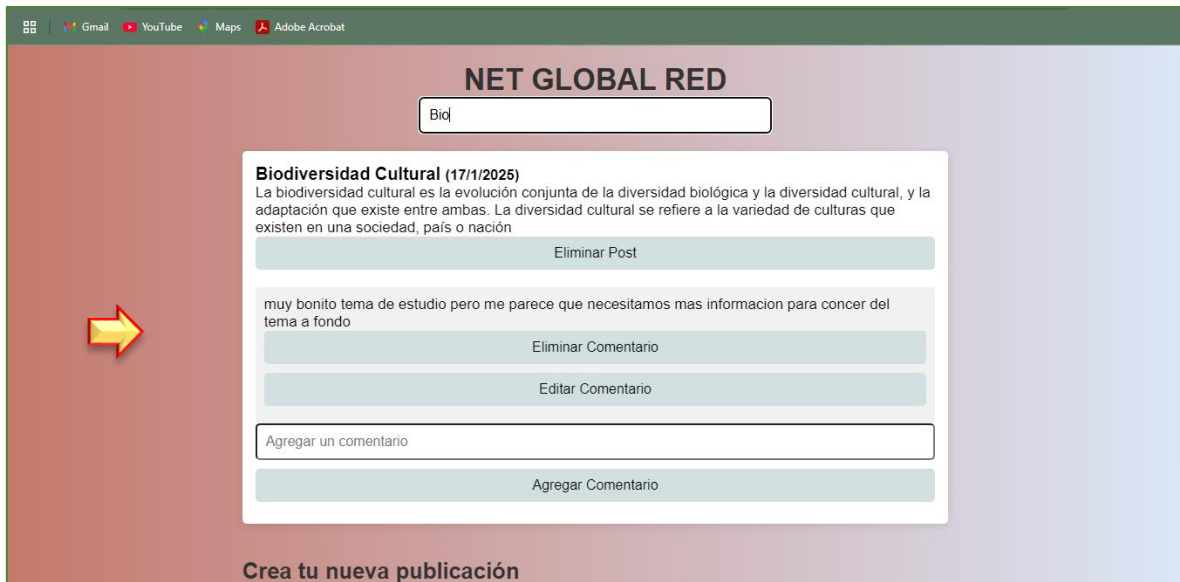 Gmail YouTube Maps Adobe Acrobat
NET GLOBAL RED
Bio
Biodiversidad Cultural (17/1/2025)
La biodiversidad cultural es la evolución conjunta de la diversidad biológica y la diversidad cultural, y la
adaptación que existe entre ambas. La diversidad cultural se refiere a la variedad de culturas que
existen en una sociedad, país o nación
Eliminar Post
muy bonito tema de estudio pero me parece que necesitamos mas informacion para concer del
tema a fondo
Eliminar Comentario
Editar Comentario
Agregar un comentario
Agregar Comentario
Crea tu nueva publicación